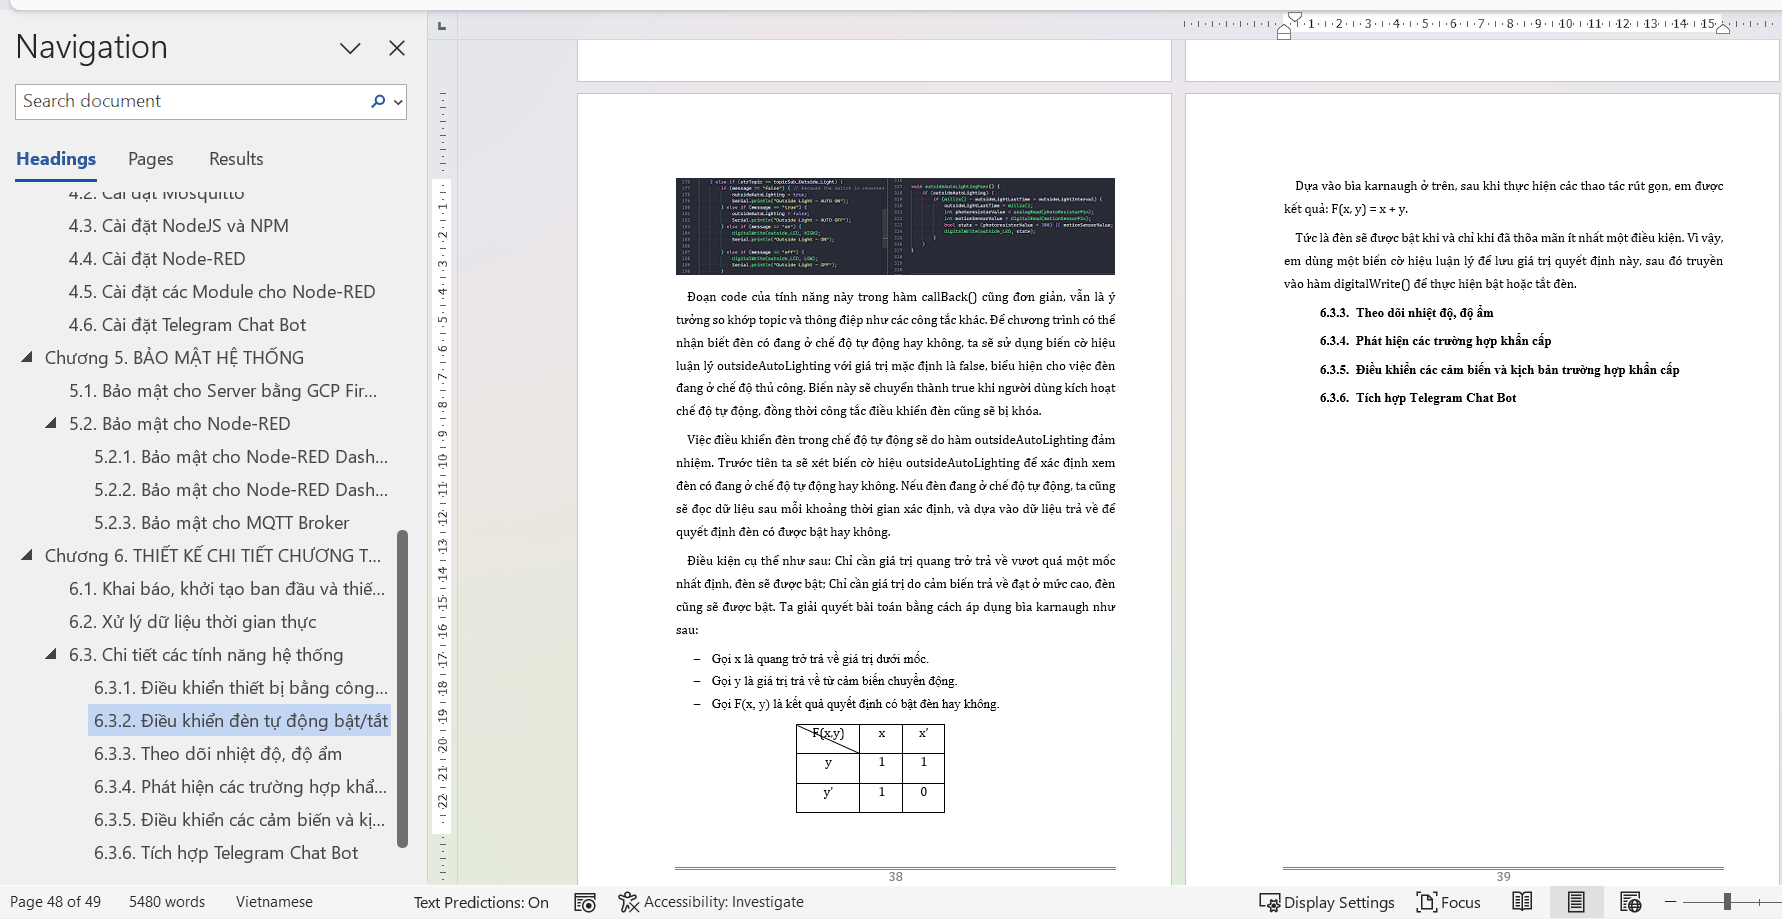 Navigation
Search document
Headings Pages Results
4.2. Cài đặt Mosquitto
4.3. Cài đặt NodeJS và NPM
4.4. Cài đặt Node-RED
4.5. Cài đặt các Module cho Node-RED
4.6. Cài đặt Telegram Chat Bot
Chương 5. BẢO MẬT HỆ THỐNG
5.1. Bảo mật cho Server bằng GCP Fir...
5.2. Bảo mật cho Node-RED
5.2.1. Bảo mật cho Node-RED Dash...
5.2.2. Bảo mật cho Node-RED Dash...
5.2.3. Bảo mật cho MQTT Broker
Chương 6. THIẾT KẾ CHI TIẾT CHƯƠNG T...
6.1. Khai báo, khởi tạo ban đầu và thiế...
6.2. Xử lý dữ liệu thời gian thực
6.3. Chi tiết các tính năng hệ thống
6.3.1. Điều khiển thiết bị bằng công...
6.3.2. Điều khiển đèn tự động bật/tắt
6.3.3. Theo dõi nhiệt độ, độ ẩm
6.3.4. Phát hiện các trường hợp khẩ...
6.3.5. Điều khiển các cảm biến và kị...
6.3.6. Tích hợp Telegram Chat Bot
Đoạn code của tính năng này trong hàm callBack() cũng đơn giản, vẫn là ý
tưởng so khớp topic và thông điệp như các công tắc khác. Để chương trình có thể
nhận biết đèn có đang ở chế độ tự động hay không, ta sẽ sử dụng biến cờ hiệu
luận lý outsideAutoLighting với giá trị mặc định là false, biểu hiện cho việc đèn
đang ở chế độ thủ công. Biến này sẽ chuyển thành true khi người dùng kích hoạt
chế độ tự động, đồng thời công tắc điều khiển đèn cũng sẽ bị khóa.
Việc điều khiển đèn trong chế độ tự động sẽ do hàm outsideAutoLighting đảm
nhiệm. Trước tiên ta sẽ xét biến cờ hiệu outsideAutoLighting để xác định xem
đèn có đang ở chế độ tự động hay không. Nếu đèn đang ở chế độ tự động, ta cũng
sẽ đọc dữ liệu sau mỗi khoảng thời gian xác định, và dựa vào dữ liệu trả về để
quyết định đèn có được bật hay không.
Điều kiện cụ thể như sau: Chỉ cần giá trị quang trở trả về vươt quá một mốc
nhất định, đèn sẽ được bật; Chỉ cần giá trị do cảm biến trả về đạt ở mức cao, đèn
cũng sẽ được bật. Ta giải quyết bài toán bằng cách áp dụng bìa karnaugh như
sau:
– Gọi x là quang trở trả về giá trị dưới mốc.
– Gọi y là giá trị trả về từ cảm biến chuyển động.
– Gọi F(x, y) là kết quả quyết định có bật đèn hay không.
F(x,y) x x'
y 1 1
y' 1 0
38
Dựa vào bìa karnaugh ở trên, sau khi thực hiện các thao tác rút gọn, em được
kết quả: F(x, y) = x + y.
Tức là đèn sẽ được bật khi và chỉ khi đã thõa mãn ít nhất một điều kiện. Vì vậy,
em dùng một biến cờ hiệu luận lý để lưu giá trị quyết định này, sau đó truyền
vào hàm digitalWrite() để thực hiện bật hoặc tắt đèn.
6.3.3. Theo dõi nhiệt độ, độ ẩm
6.3.4. Phát hiện các trường hợp khẩn cấp
6.3.5. Điều khiển các cảm biến và kịch bản trường hợp khẩn cấp
6.3.6. Tích hợp Telegram Chat Bot
39
Page 48 of 49 5480 words Vietnamese Text Predictions: On Accessibility: Investigate Display Settings Focus